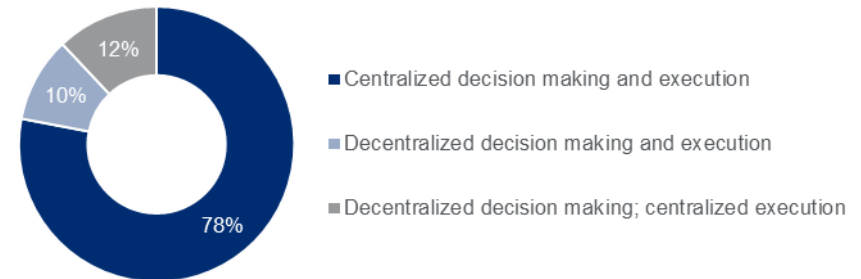 12%
10%
78%
Centralized decision making and execution
Decentralized decision making and execution
Decentralized decision making; centralized execution